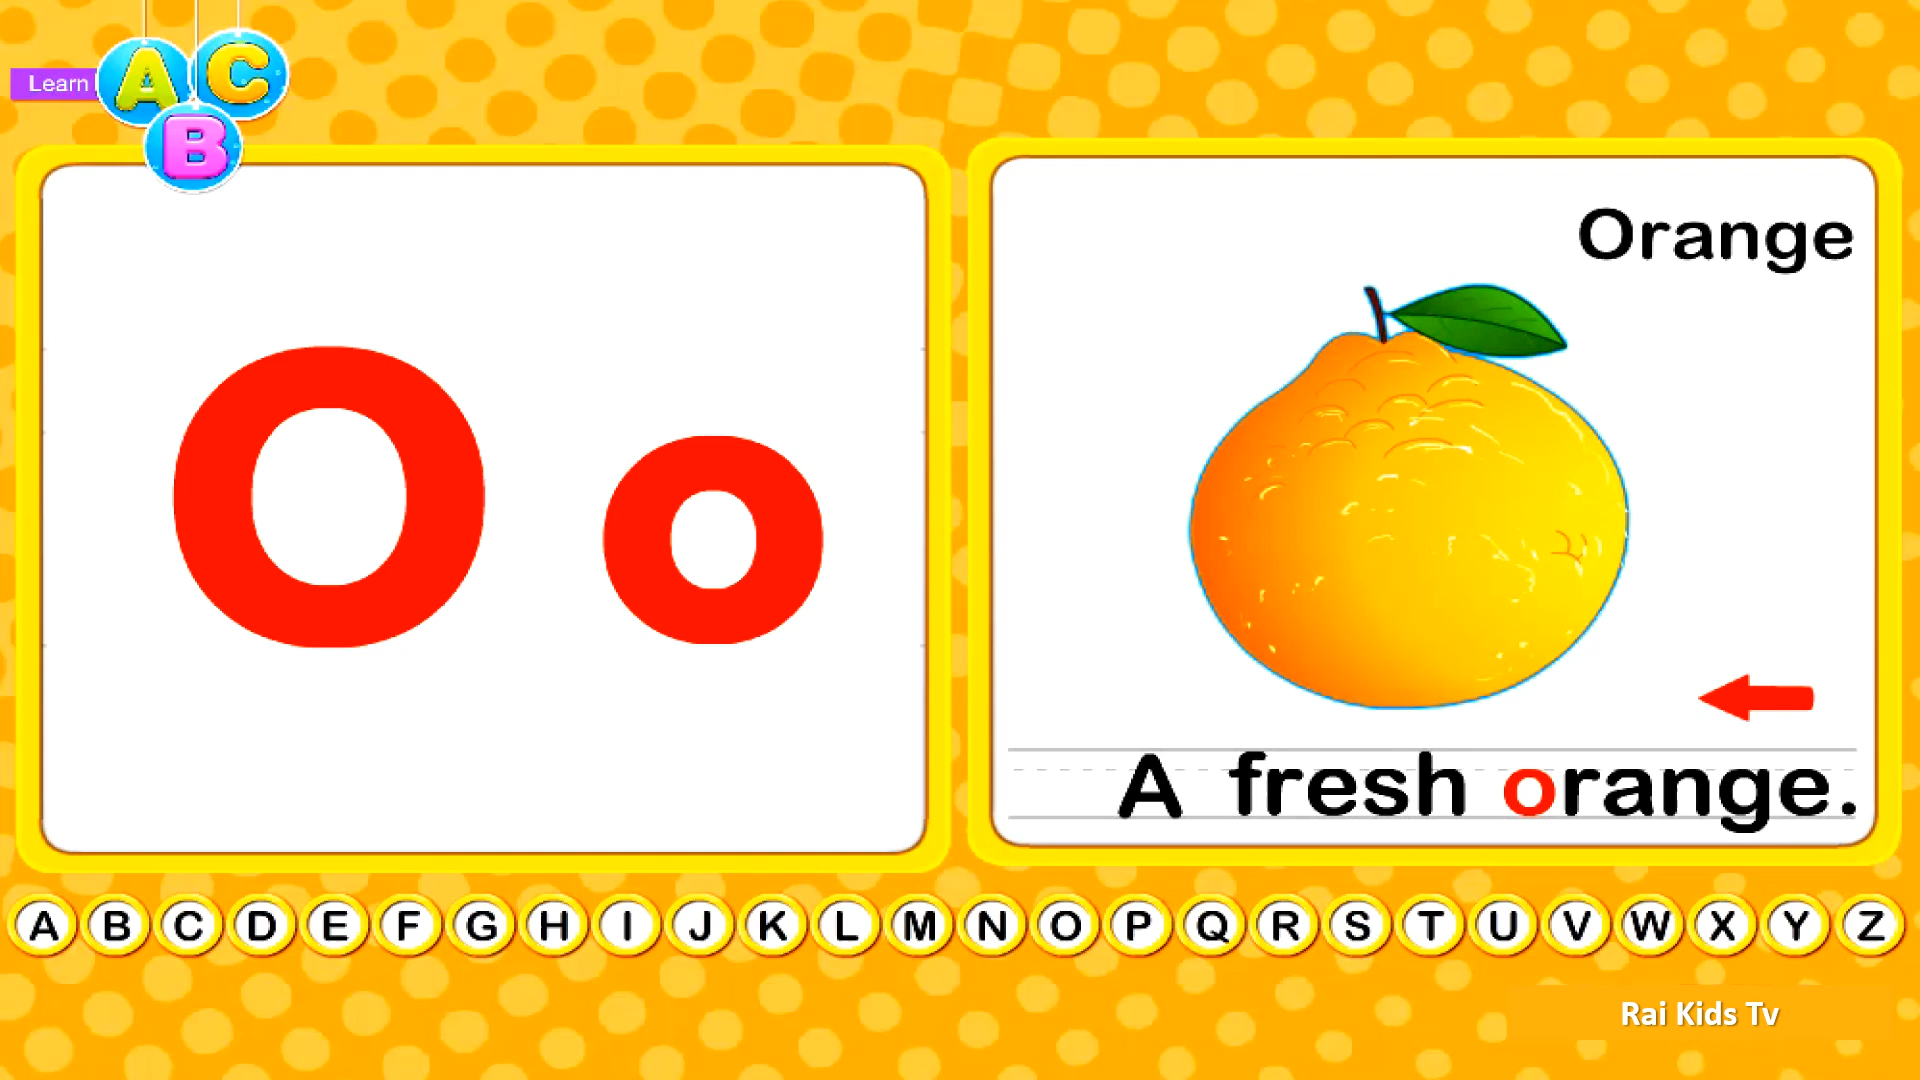 Learn
A C
B
O o
Orange
A fresh orange.
A B C D E F G H I J K L M N O P Q R S T U V W X Y Z
Rai Kids Tv